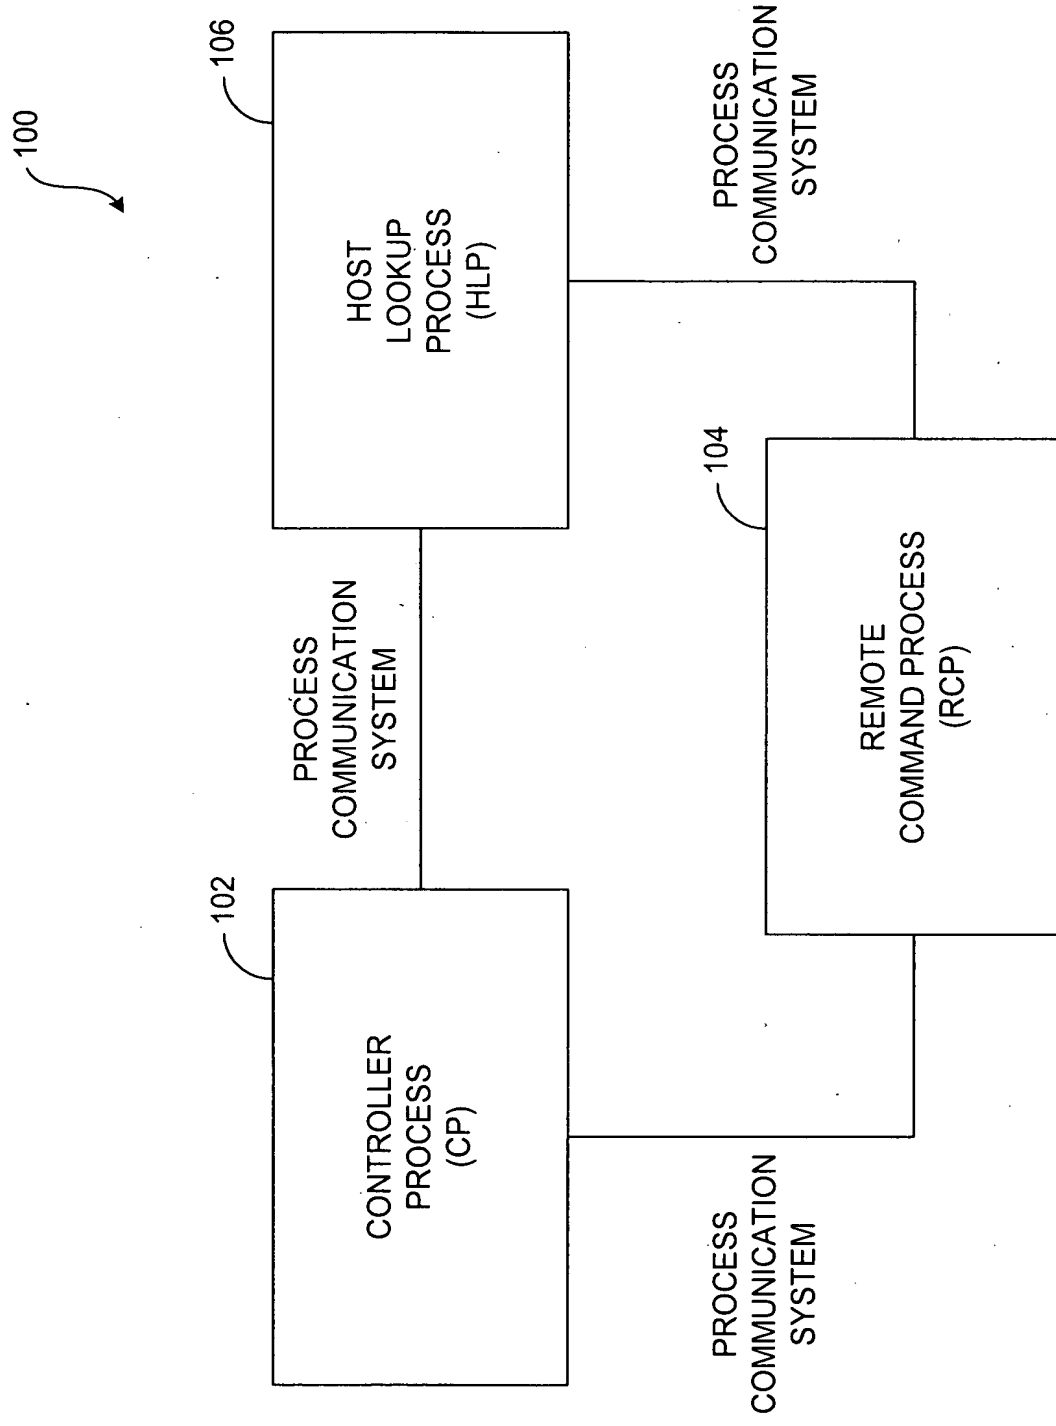 100
102
CONTROLLER
PROCESS
(CP)
PROCESS
COMMUNICATION
SYSTEM
106
HOST
LOOKUP
PROCESS
(HLP)
PROCESS
COMMUNICATION
SYSTEM
104
REMOTE
COMMAND PROCESS
(RCP)
PROCESS
COMMUNICATION
SYSTEM